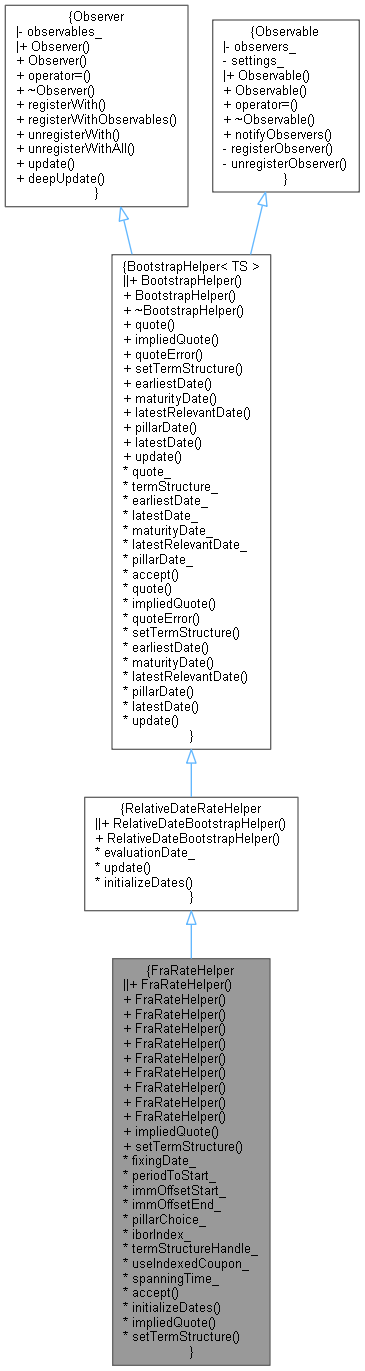 {Observer
|- observables_
|+ Observer()
+ Observer()
+ operator=()
+ ~Observer()
+ registerWith()
+ registerWithObservables()
+ unregisterWith()
+ unregisterWithAll()
+ update()
+ deepUpdate()
}
{Observable
|- observers_
- settings_
|+ Observable()
+ Observable()
+ operator=()
+ ~Observable()
+ notifyObservers()
- registerObserver()
- unregisterObserver()
}
{BootstrapHelper< TS >
||+ BootstrapHelper()
+ BootstrapHelper()
+ ~BootstrapHelper()
+ quote()
+ impliedQuote()
+ quoteError()
+ setTermStructure()
+ earliestDate()
+ maturityDate()
+ latestRelevantDate()
+ pillarDate()
+ latestDate()
+ update()
* quote_
* termStructure_
* earliestDate_
* latestDate_
* maturityDate_
* latestRelevantDate_
* pillarDate_
* accept()
* quote()
* impliedQuote()
* quoteError()
* setTermStructure()
* earliestDate()
* maturityDate()
* latestRelevantDate()
* pillarDate()
* latestDate()
* update()
}
{RelativeDateRateHelper
||+ RelativeDateBootstrapHelper()
+ RelativeDateBootstrapHelper()
* evaluationDate_
* update()
* initializeDates()
}
{FraRateHelper
||+ FraRateHelper()
+ FraRateHelper()
+ FraRateHelper()
+ FraRateHelper()
+ FraRateHelper()
+ FraRateHelper()
+ FraRateHelper()
+ FraRateHelper()
+ FraRateHelper()
+ FraRateHelper()
+ impliedQuote()
+ setTermStructure()
* fixingDate_
* periodToStart_
* immOffsetStart_
* immOffsetEnd_
* pillarChoice_
* iborIndex_
* termStructureHandle_
* useIndexedCoupon_
* spanningTime_
* accept()
* initializeDates()
* impliedQuote()
* setTermStructure()
}